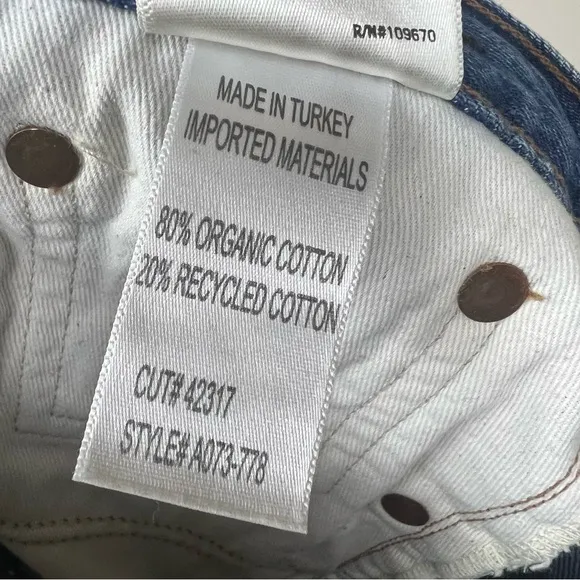 R/N#109670
MADE IN TURKEY
IMPORTED MATERIALS
80% ORGANIC COTTON
20% RECYCLED COTTON
CUT# 42317
STYLE# A073-778